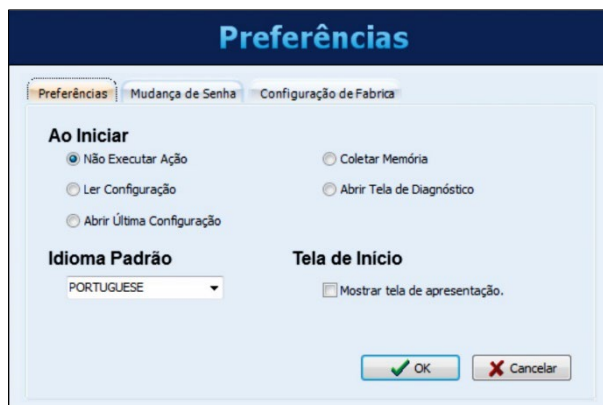 Preferências
Preferências Mudança de Senha Configuração de Fabrica
Ao Iniciar
Não Executar Ação Coletar Memória
Ler Configuração Abrir Tela de Diagnóstico
Abrir Última Configuração
Idioma Padrão Tela de Início
PORTUGUESE Mostrar tela de apresentação.
OK Cancelar